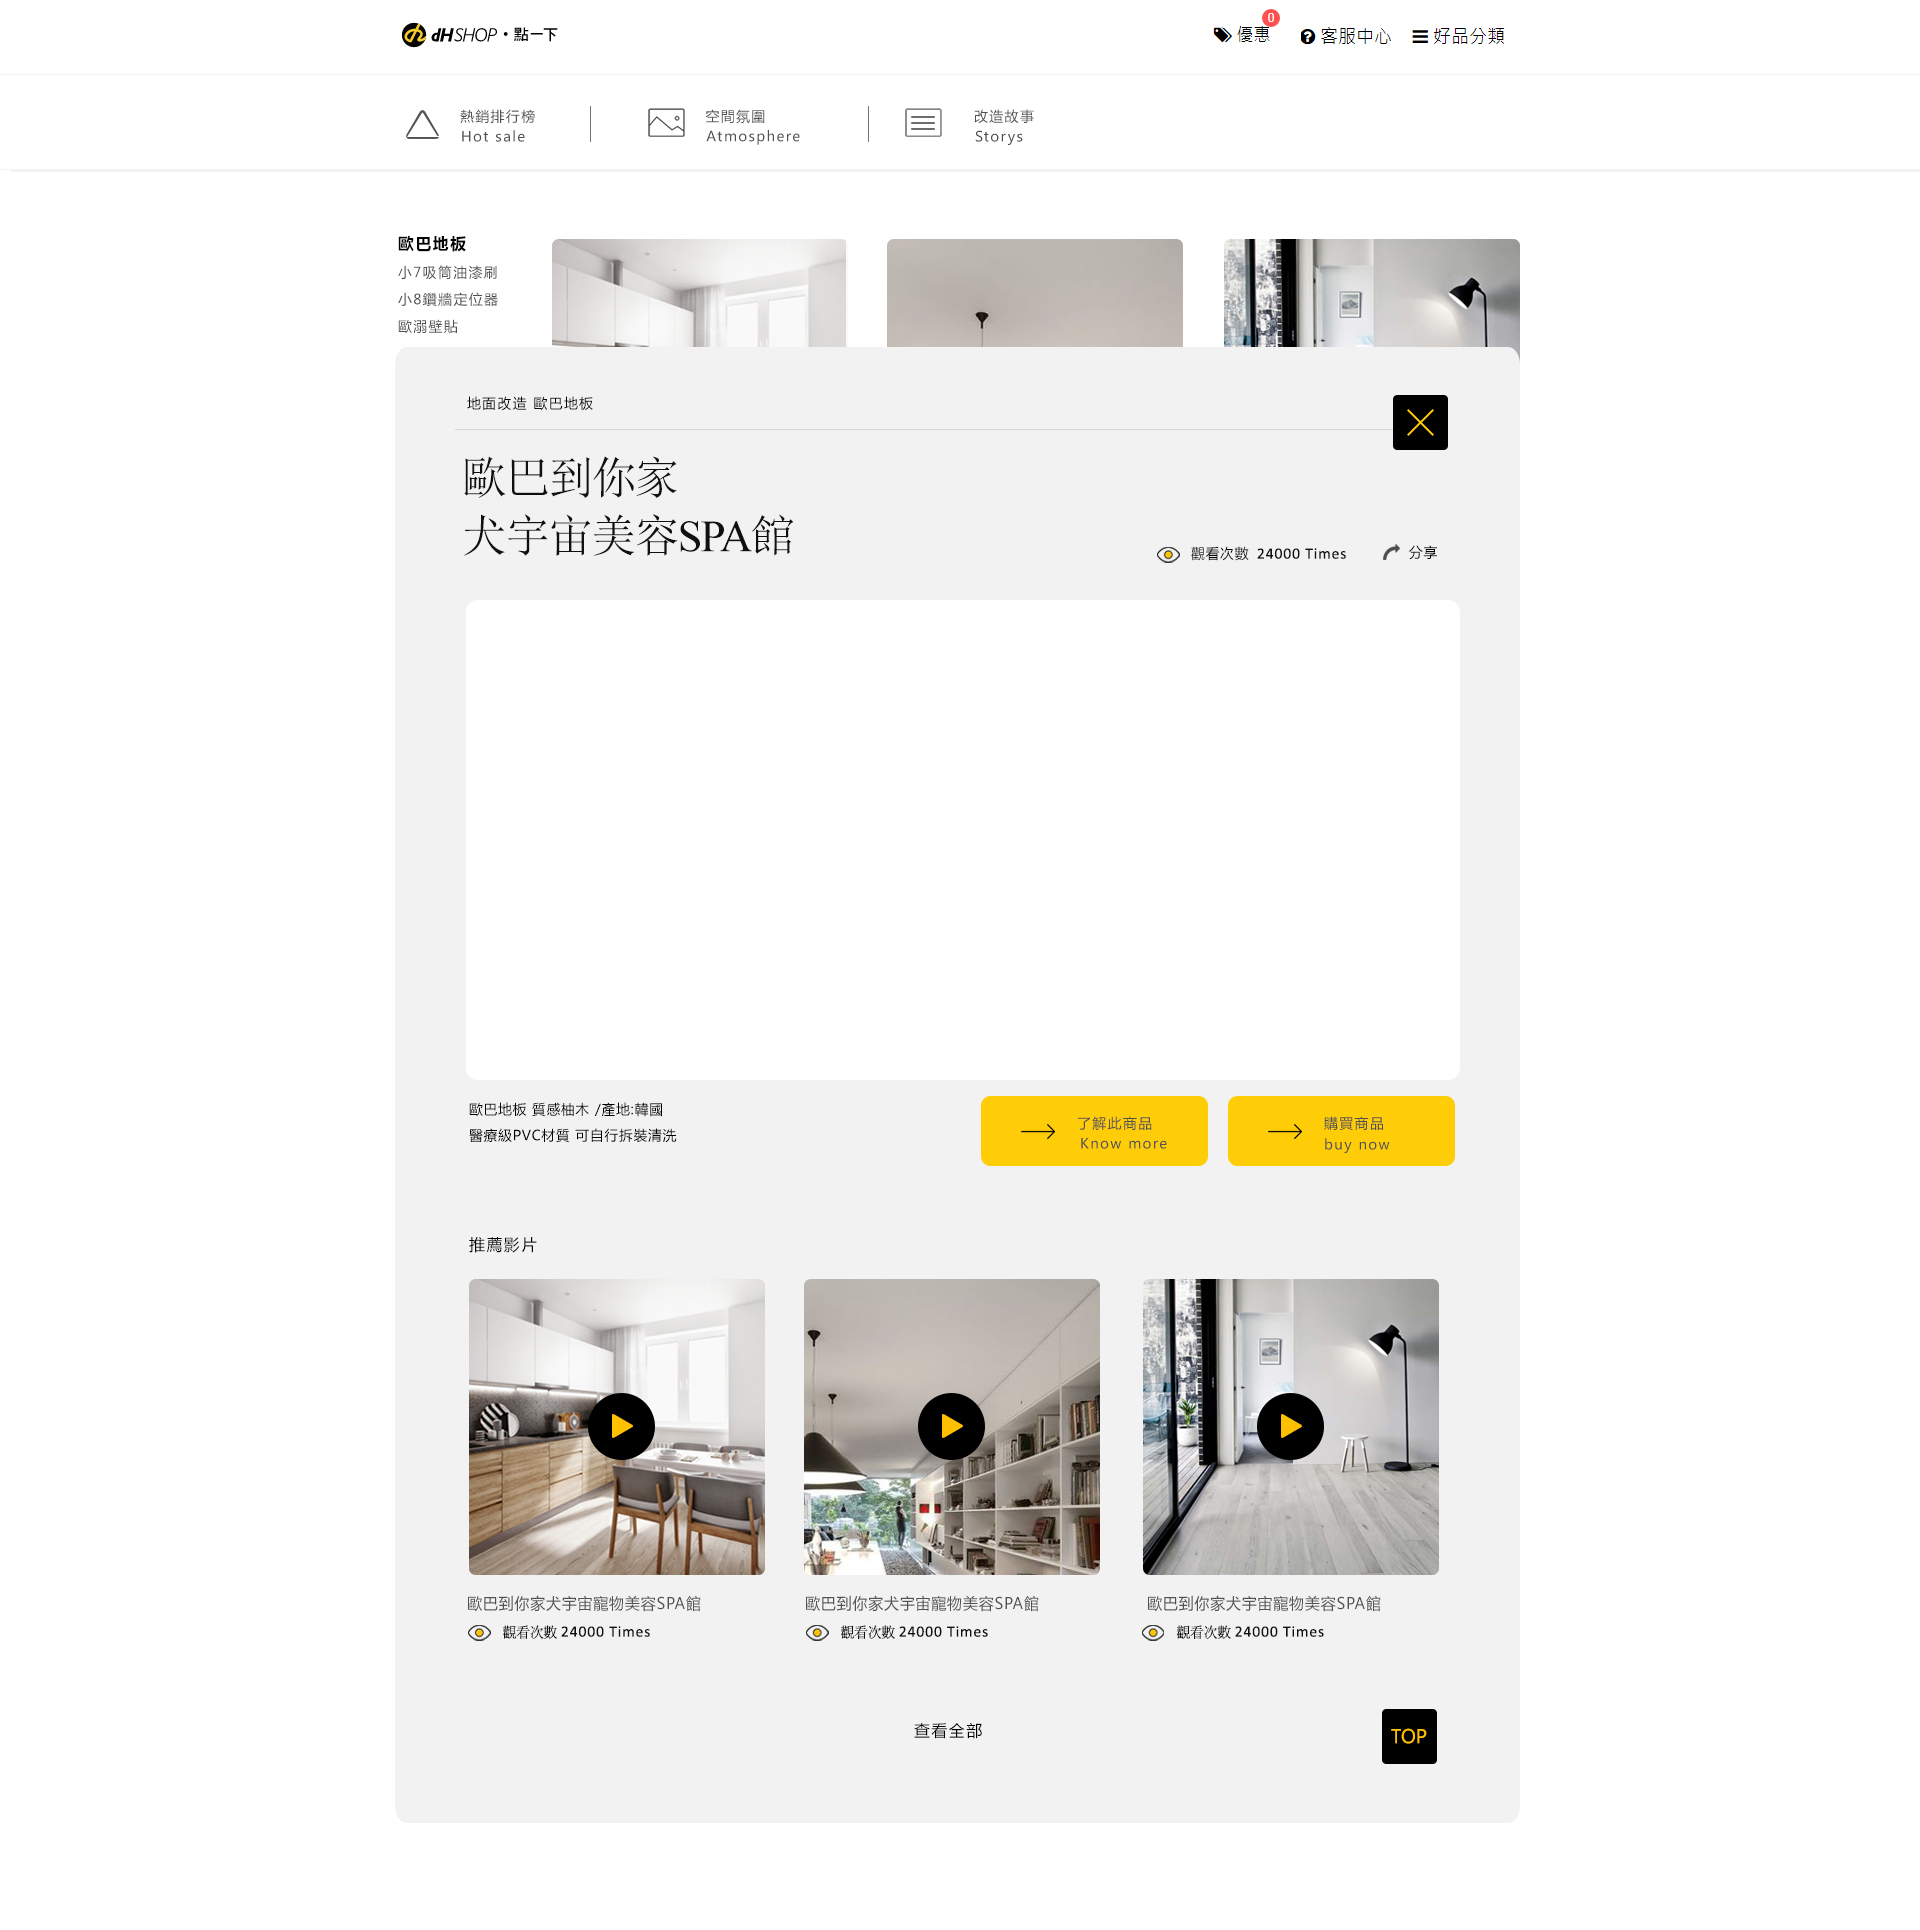 dHSHOP•點一下
優惠
0
客服中心
好品分類
熱銷排行榜
Hot sale
空間氛圍
Atmosphere
改造故事
Storys
歐巴地板
小7吸筒油漆刷
小8鑽牆定位器
歐溺壁貼
地面改造 歐巴地板
歐巴到你家
犬宇宙美容SPA館
觀看次數 24000 Times
分享
歐巴地板 質感柚木 /產地:韓國
醫療級PVC材質 可自行拆裝清洗
了解此商品
Know more
購買商品
buy now
推薦影片
歐巴到你家犬宇宙寵物美容SPA館
觀看次數 24000 Times
歐巴到你家犬宇宙寵物美容SPA館
觀看次數 24000 Times
歐巴到你家犬宇宙寵物美容SPA館
觀看次數 24000 Times
查看全部
TOP